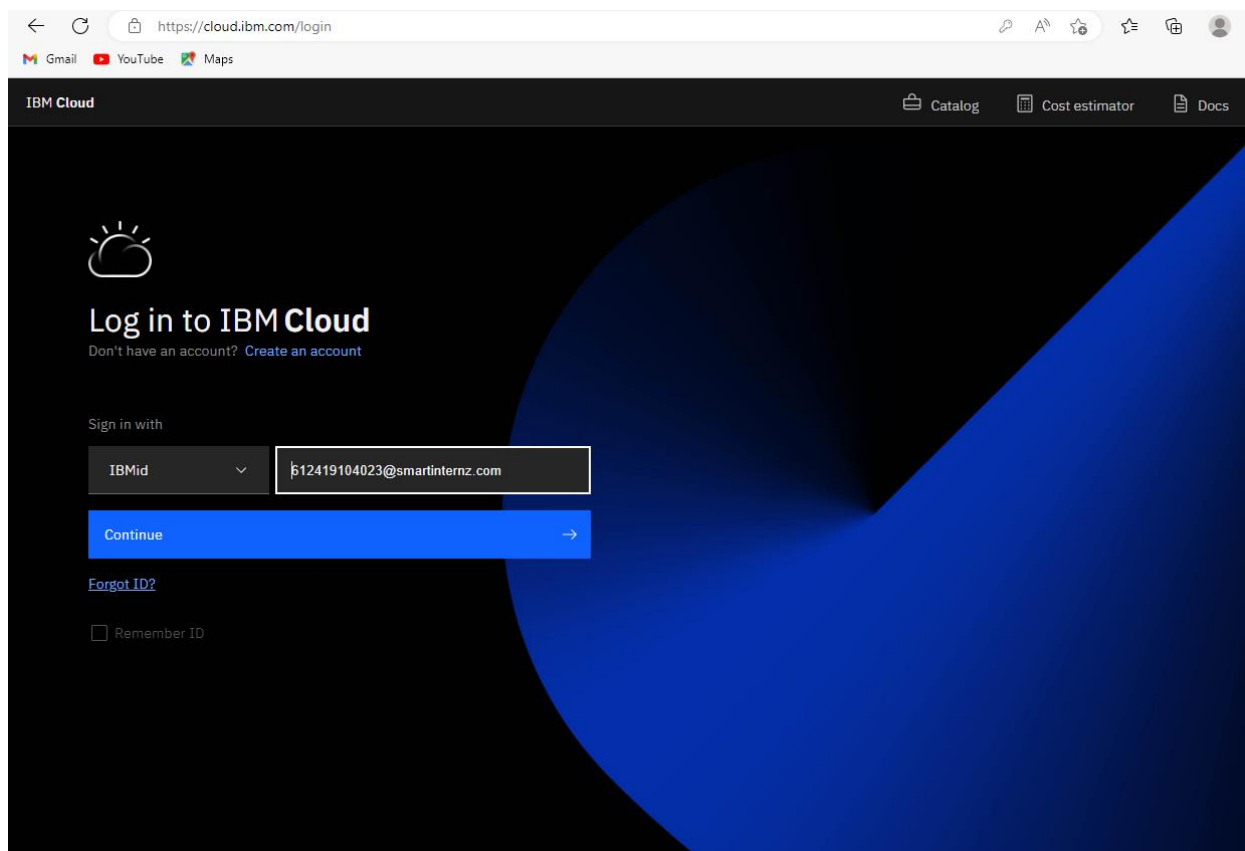 https://cloud.ibm.com/login
Gmail YouTube Maps
IBM Cloud Catalog Cost estimator Docs
Log in to IBM Cloud
Don't have an account? Create an account
Sign in with
IBMid 612419104023@smartinternz.com
Continue
Forgot ID?
Remember ID